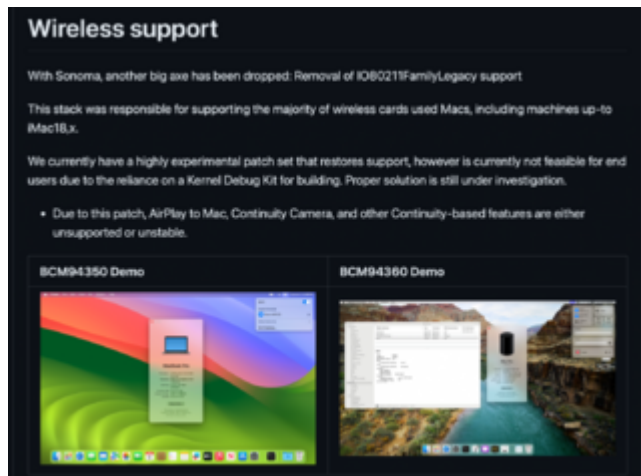 Wireless support
With Sonoma, another big axe has been dropped: Removal of IO80211FamilyLegacy support
This stack was responsible for supporting the majority of wireless cards used Macs, including machines up-to
iMac18,x.
We currently have a highly experimental patch set that restores support, however is currently not feasible for end
users due to the reliance on a Kernel Debug Kit for building. Proper solution is still under investigation.
• Due to this patch, AirPlay to Mac, Continuity Camera, and other Continuity-based features are either
unsupported or unstable.
BCM94350 Demo
BCM94360 Demo